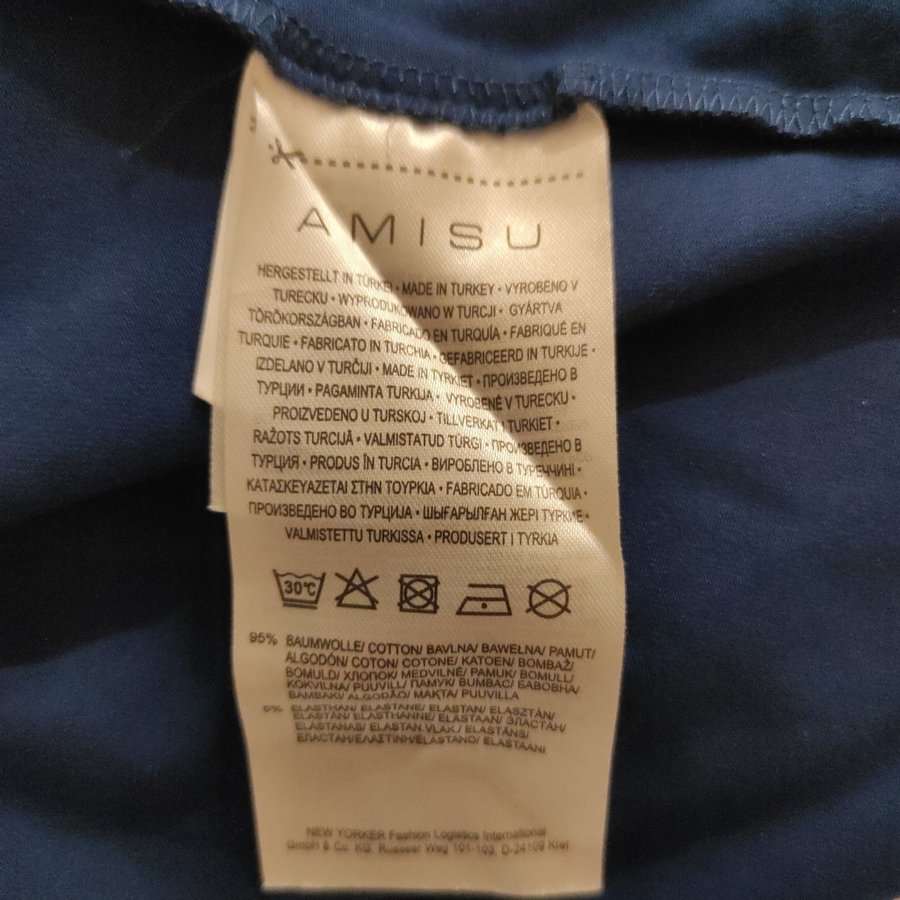 AMISU
HERGESTELLT IN TÜRKEI • MADE IN TURKEY • VYROBENO V
TURECKU • WYPRODUKOWANO W TURCJI • GYÁRTVA
TÖRÖKORSZÁGBAN • FABRICADO EN TURQUÍA • FABRIQUÉ EN
TURQUIE • FABRICATO IN TURCHIA • GEFABRICEERD IN TURKIJE •
IZDELANO V TURČIJI • MADE IN TYRKIET • ПРОИЗВЕДЕНО В
ТУРЦИИ • PAGAMINTA TURKIJA • VYROBENÉ V TURECKU •
PROIZVEDENO U TURSKOJ • TILLVERKAT I TURKIET •
RAŽOTS TURCIJĀ • VALMISTATUD TÜRGI • ПРОИЗВЕДЕНО В
ТУРЦИЯ • PRODUS ÎN TURCIA • ВИРОБЛЕНО В ТУРЕЧЧИНІ •
ΚΑΤΑΣΚΕΥΑΖΕΤΑΙ ΣΤΗΝ ΤΟΥΡΚΙΑ • FABRICADO EM TURQUIA •
ПРОИЗВЕДЕНО ВО ТУРЦИЈА • ШЫҒАРЫЛҒАН ЖЕРІ ТҮРКИЕ •
VALMISTETTU TURKISSA • PRODUSERT I TYRKIA
30°C
95% BAUMWOLLE/ COTTON/ BAVLNA/ BAWEŁNA/ PAMUT/
ALGODÓN/ COTON/ COTONE/ KATOEN/ BOMBAŽ/
BOMULD/ ХЛОПОК/ MEDVILNĖ/ PAMUK/ BOMULL/
KOKVILNA/ PUUVILL/ ПАМУК/ BUMBAC/ БАВОВНА/
ΒΑΜΒΑΚΙ/ ALGODÃO/ МАҚТА/ PUUVILLA
5% ELASTHAN/ ELASTANE/ ELASTAN/ ELASZTÁN/
ELASTÁN/ ELASTHANNE/ ELASTAAN/ ЭЛАСТАН/
ELASTANAS/ ELASTAN VLAK/ ELASTĀNS/
ЕЛАСТАН/ ΕΛΑΣΤΙΝΗ/ ELASTANO/ ELASTAANI
NEW YORKER Fashion Logistics International
GmbH & Co. KG, Russeer Weg 101-103, D-24109 Kiel